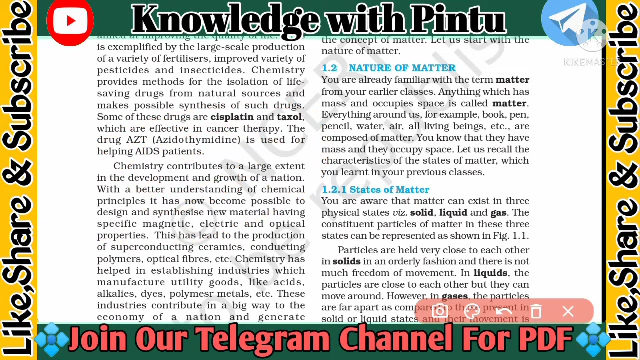 Knowledge with Pintu
Like,Share & Subscribe
is exemplified by the large-scale production
of a variety of fertilisers, improved variety of
pesticides and insecticides. Chemistry
provides methods for the isolation of life-
saving drugs from natural sources and
makes possible synthesis of such drugs.
Some of these drugs are cisplatin and taxol,
which are effective in cancer therapy. The
drug AZT (Azidothymidine) is used for
helping AIDS patients.
Chemistry contributes to a large extent
in the development and growth of a nation.
With a better understanding of chemical
principles it has now become possible to
design and synthesise new material having
specific magnetic, electric and optical
properties. This has lead to the production
of superconducting ceramics, conducting
polymers, optical fibres, etc. Chemistry has
helped in establishing industries which
manufacture utility goods, like acids,
alkalies, dyes, polymesr metals, etc. These
industries contribute in a big way to the
economy of a nation and generate
the concept of matter. Let us start with the
nature of matter.
1.2 NATURE OF MATTER
You are already familiar with the term matter
from your earlier classes. Anything which has
mass and occupies space is called matter.
Everything around us, for example, book, pen,
pencil, water, air, all living beings, etc., are
composed of matter. You know that they have
mass and they occupy space. Let us recall the
characteristics of the states of matter, which
you learnt in your previous classes.
1.2.1 States of Matter
You are aware that matter can exist in three
physical states viz. solid, liquid and gas. The
constituent particles of matter in these three
states can be represented as shown in Fig. 1.1.
Particles are held very close to each other
in solids in an orderly fashion and there is not
much freedom of movement. In liquids, the
particles are close to each other but they can
move around. However, in gases, the particles
are far apart as compared to those present in
solid or liquid states and their movement is
Like,Share & Subscribe
Join Our Telegram Channel For PDF